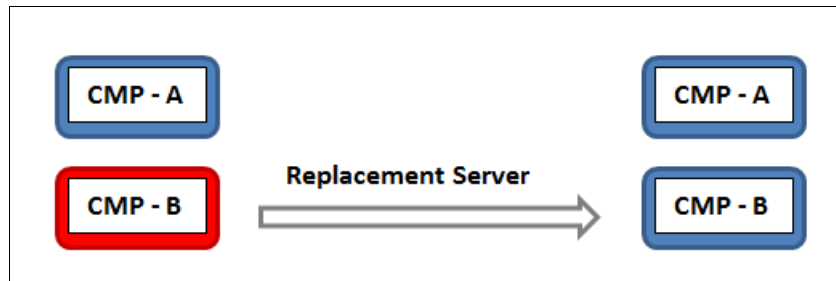 CMP - A
CMP - A
CMP - B
Replacement Server
CMP - B